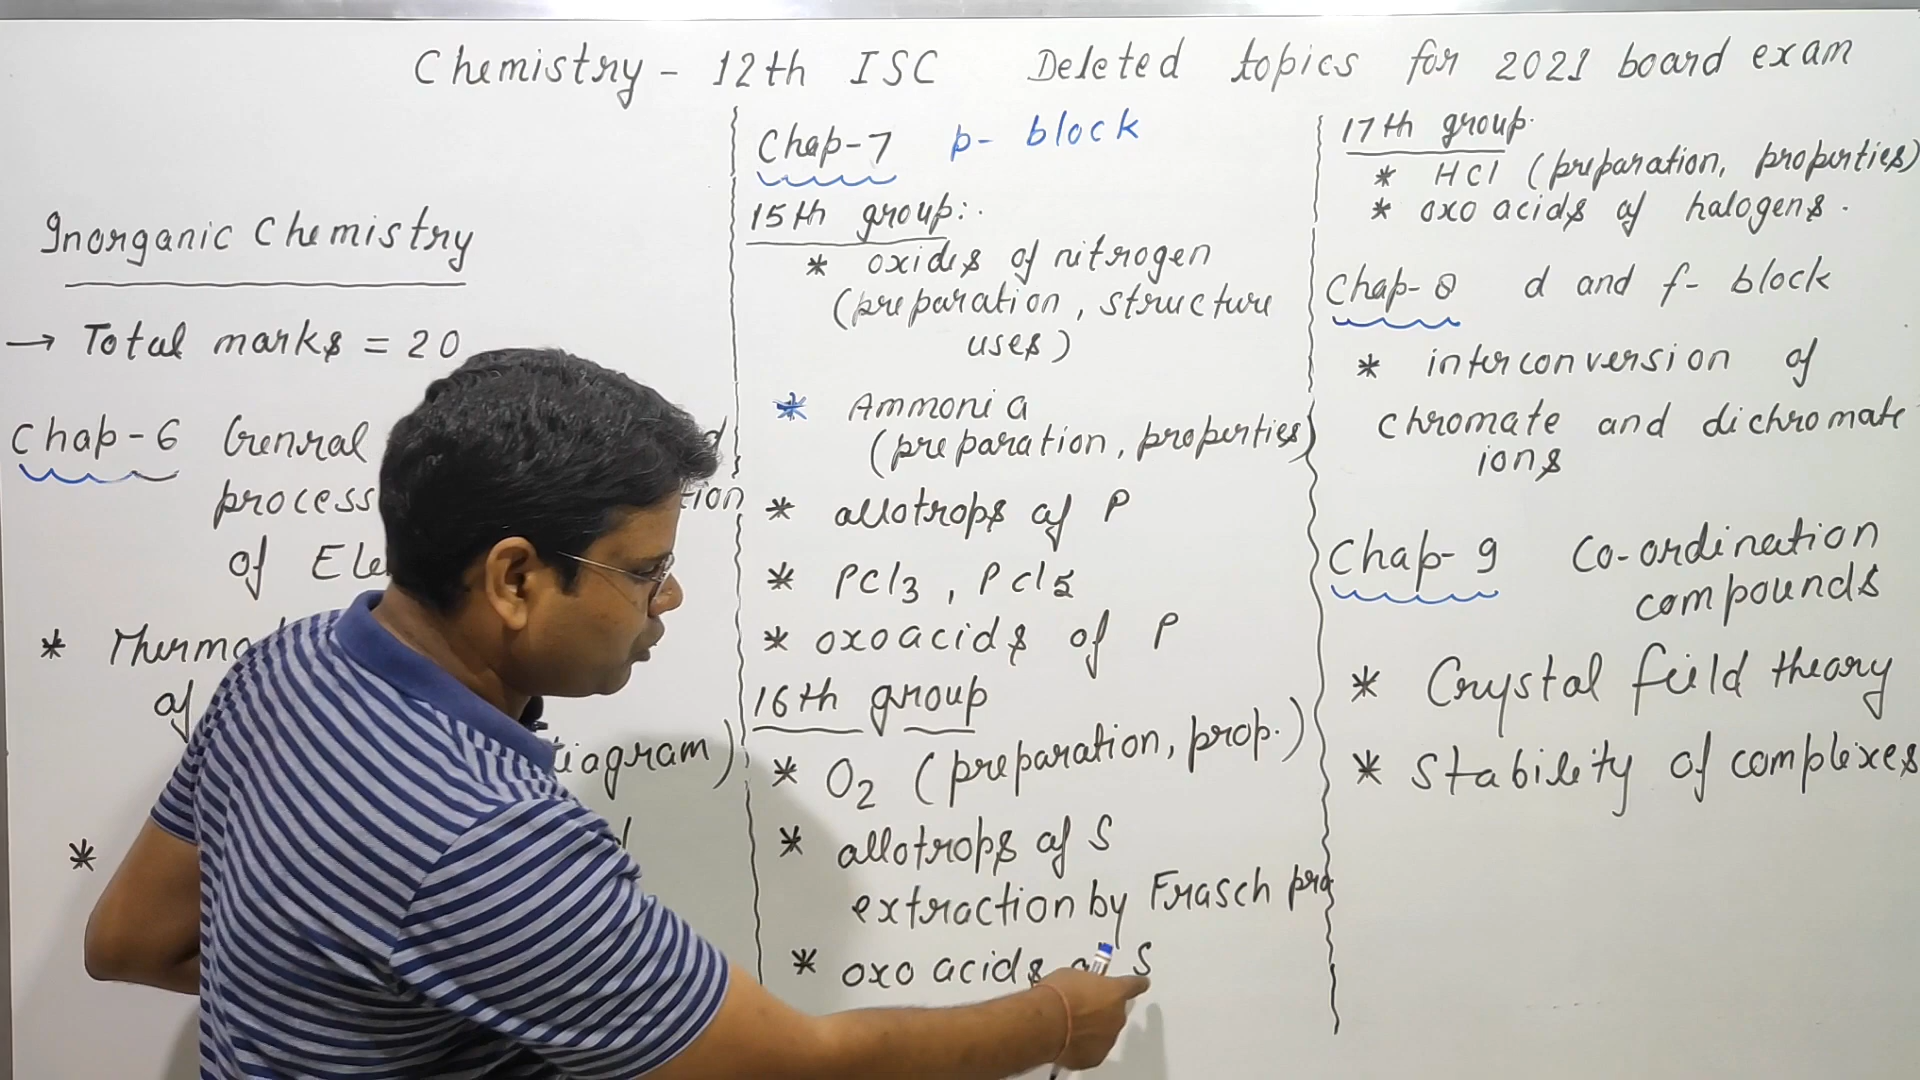 Chemistry - 12th ISC Deleted topics for 2021 board exam
Inorganic Chemistry
→ Total marks = 20
Chap-6 Genral
process
of
*
of
*
Chap-7 p- block
15th group:.
* oxides of nitrogen
(preparation, structure
uses)
* Ammonia
(preparation, properties)
* allotrops of P
* PCl3, PCl5
* oxoacids of P
16th group
* O2 (preparation, prop.)
* allotrops of S
extraction by Frasch pro
* oxo acids of S
17th group.
* HCl (preparation, properties)
* oxo acids of halogens.
Chap-8 d and f- block
* interconversion of
chromate and dichromate
ions
Chap-9 Co-ordination
compounds
* Crystal field theory
* Stability of complexes